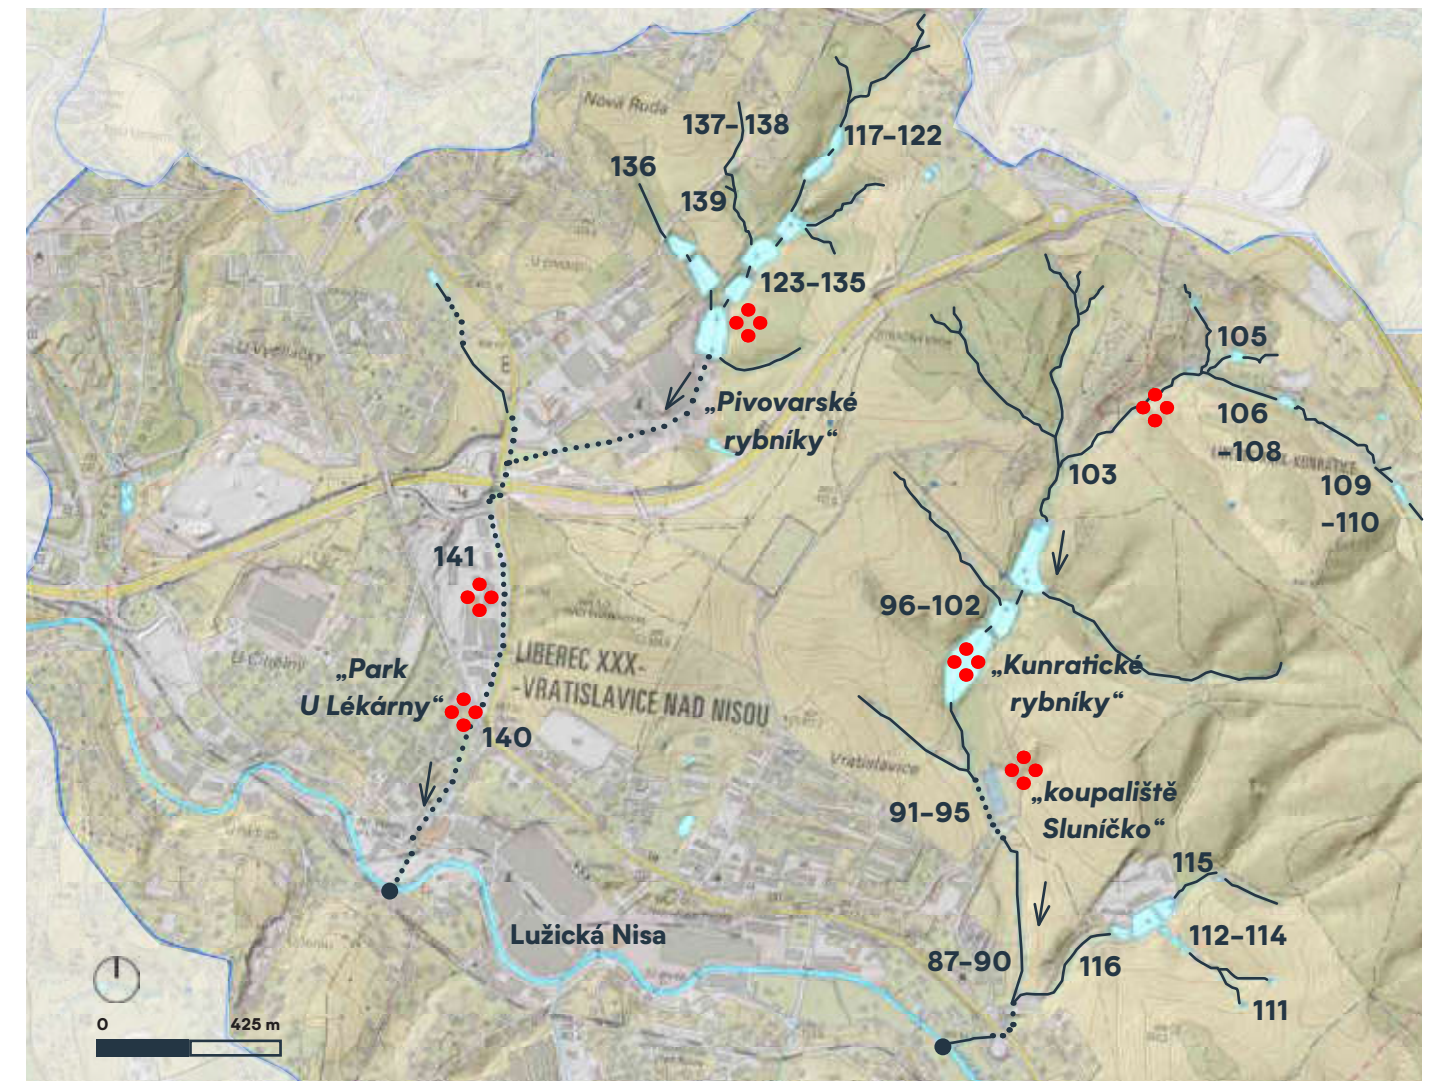 Nová Ruda
137–138
117–122
136
139
123–135
105
„Pivovarské
rybníky“
106
–108
103
109
–110
141
96–102
LIBEREC XXX-
-VRATISLAVICE NAD NISOU
„Park
U Lékárny“
„Kunratické
rybníky“
140
Vratislavice
„koupaliště
Sluníčko“
91–95
115
Lužická Nisa
112–114
87–90
116
111
0
425 m